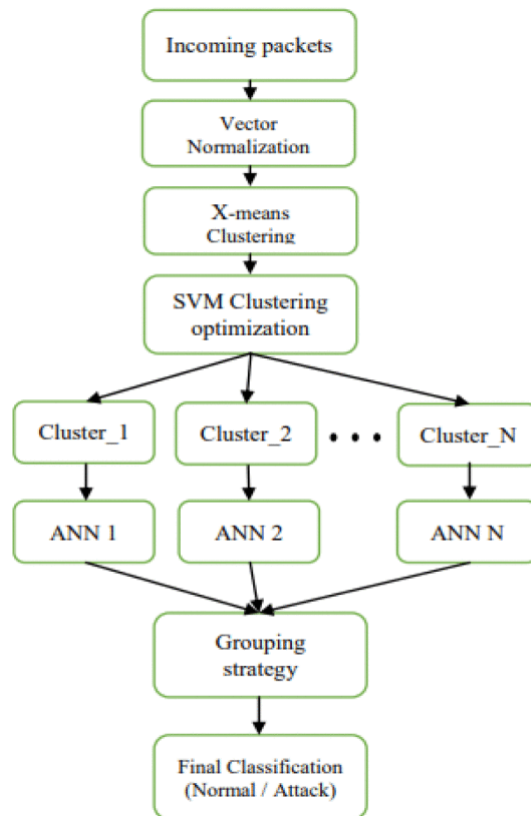 Incoming packets
Vector
Normalization
X-means
Clustering
SVM Clustering
optimization
Cluster_1
Cluster_2
Cluster_N
ANN 1
ANN 2
ANN N
Grouping
strategy
Final Classification
(Normal / Attack)